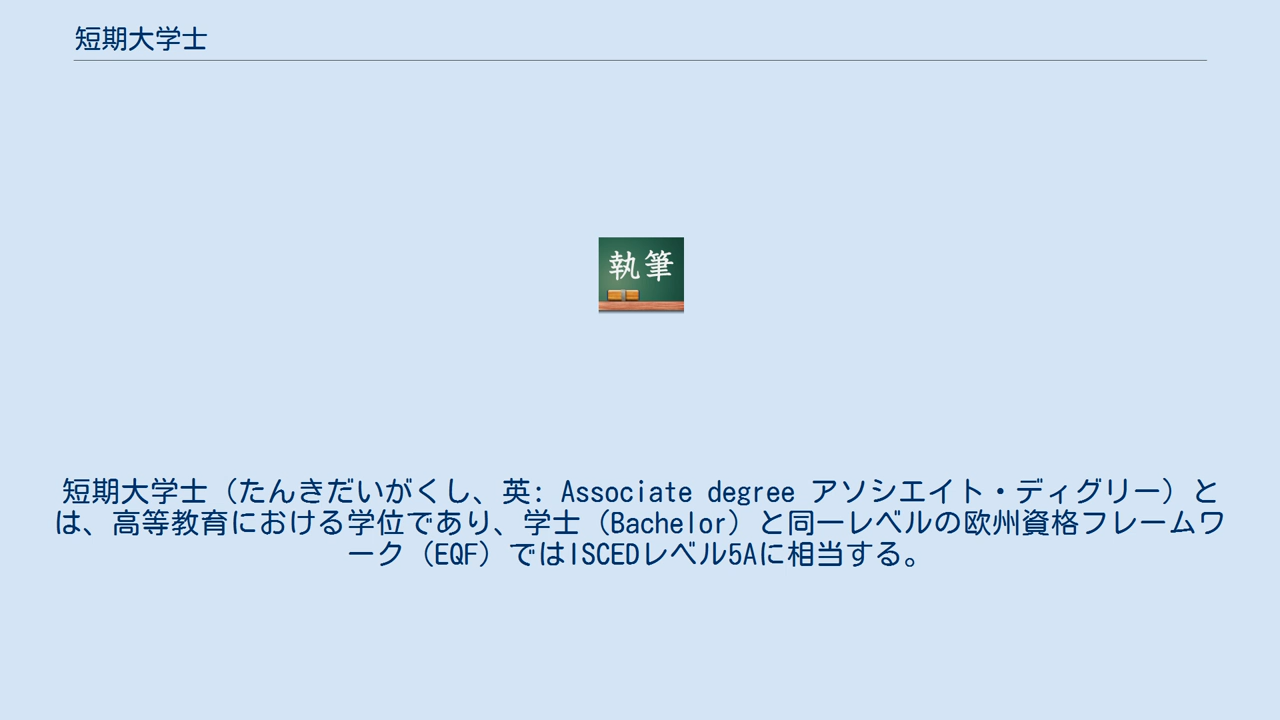 短期大学士
執筆
短期大学士（たんきだいがくし、英: Associate degree アソシエイト・ディグリー）と
は、高等教育における学位であり、学士（Bachelor）と同一レベルの欧州資格フレームワ
ーク（EQF）ではISCEDレベル5Aに相当する。